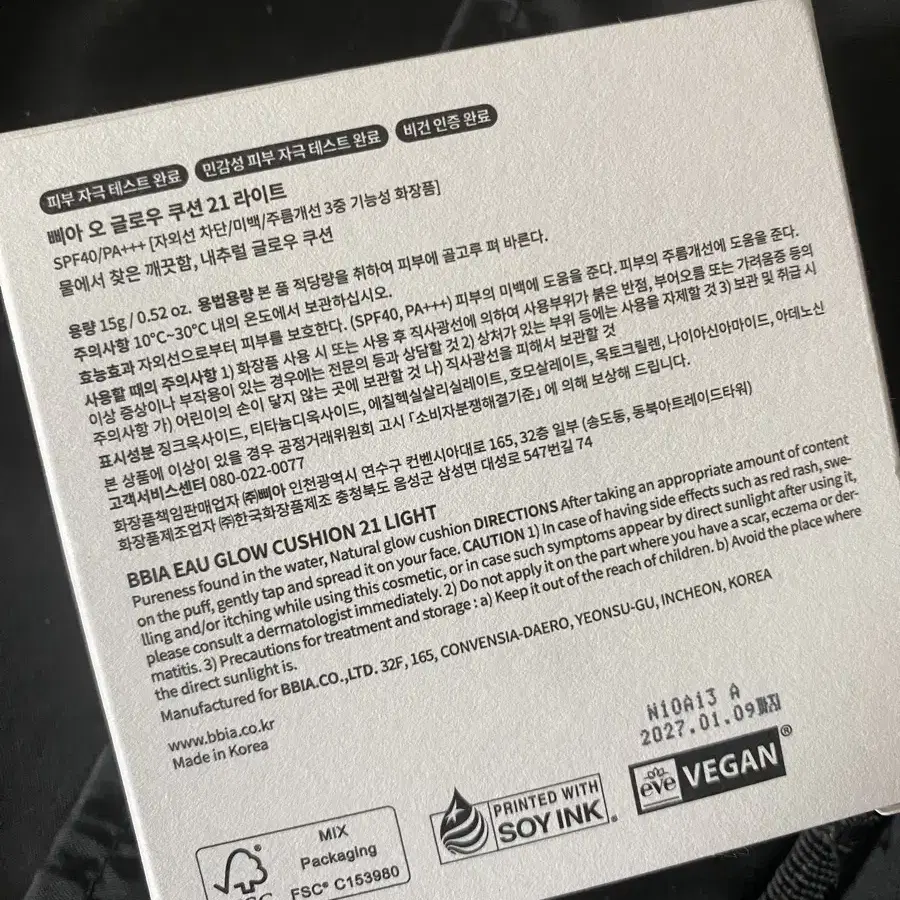 피부 자극 테스트 완료 민감성 피부 자극 테스트 완료 비건 인증 완료
삐아 오 글로우 쿠션 21 라이트
SPF40/PA+++ [자외선 차단/미백/주름개선 3중 기능성 화장품]
물에서 찾은 깨끗함, 내추럴 글로우 쿠션
용량 15g / 0.52 oz. 용법용량 본 품 적당량을 취하여 피부에 골고루 펴 바른다.
주의사항 10°C~30°C 내의 온도에서 보관하십시오.
효능효과 자외선으로부터 피부를 보호한다. (SPF40, PA+++) 피부의 미백에 도움을 준다. 피부의 주름개선에 도움을 준다.
사용할 때의 주의사항 1) 화장품 사용 시 또는 사용 후 직사광선에 의하여 사용부위가 붉은 반점, 부어오름 또는 가려움증 등의
이상 증상이나 부작용이 있는 경우에는 전문의 등과 상담할 것 2) 상처가 있는 부위 등에는 사용을 자제할 것 3) 보관 및 취급 시
주의사항 가) 어린이의 손이 닿지 않는 곳에 보관할 것 나) 직사광선을 피해서 보관할 것
표시성분 징크옥사이드, 티타늄디옥사이드, 에칠헥실살리실레이트, 호모살레이트, 옥토크릴렌, 나이아신아마이드, 아데노신
본 상품에 이상이 있을 경우 공정거래위원회 고시 「소비자분쟁해결기준」에 의해 보상해 드립니다.
고객서비스센터 080-022-0077
화장품책임판매업자 ㈜삐아 인천광역시 연수구 컨벤시아대로 165, 32층 일부 (송도동, 동북아트레이드타워)
화장품제조업자 ㈜한국화장품제조 충청북도 음성군 삼성면 대성로 547번길 74
BBIA EAU GLOW CUSHION 21 LIGHT
Pureness found in the water, Natural glow cushion DIRECTIONS After taking an appropriate amount of content
on the puff, gently tap and spread it on your face. CAUTION 1) In case of having side effects such as red rash, swe-
lling and/or itching while using this cosmetic, or in case such symptoms appear by direct sunlight after using it,
please consult a dermatologist immediately. 2) Do not apply it on the part where you have a scar, eczema or der-
matitis. 3) Precautions for treatment and storage : a) Keep it out of the reach of children. b) Avoid the place where
the direct sunlight is.
Manufactured for BBIA.CO.,LTD. 32F, 165, CONVENSIA-DAERO, YEONSU-GU, INCHEON, KOREA
www.bbia.co.kr
Made in Korea
N10A13 A
2027.01.09까지
eve VEGAN®
PRINTED WITH
SOY INK
MIX
Packaging
FSC® C153980
FSC